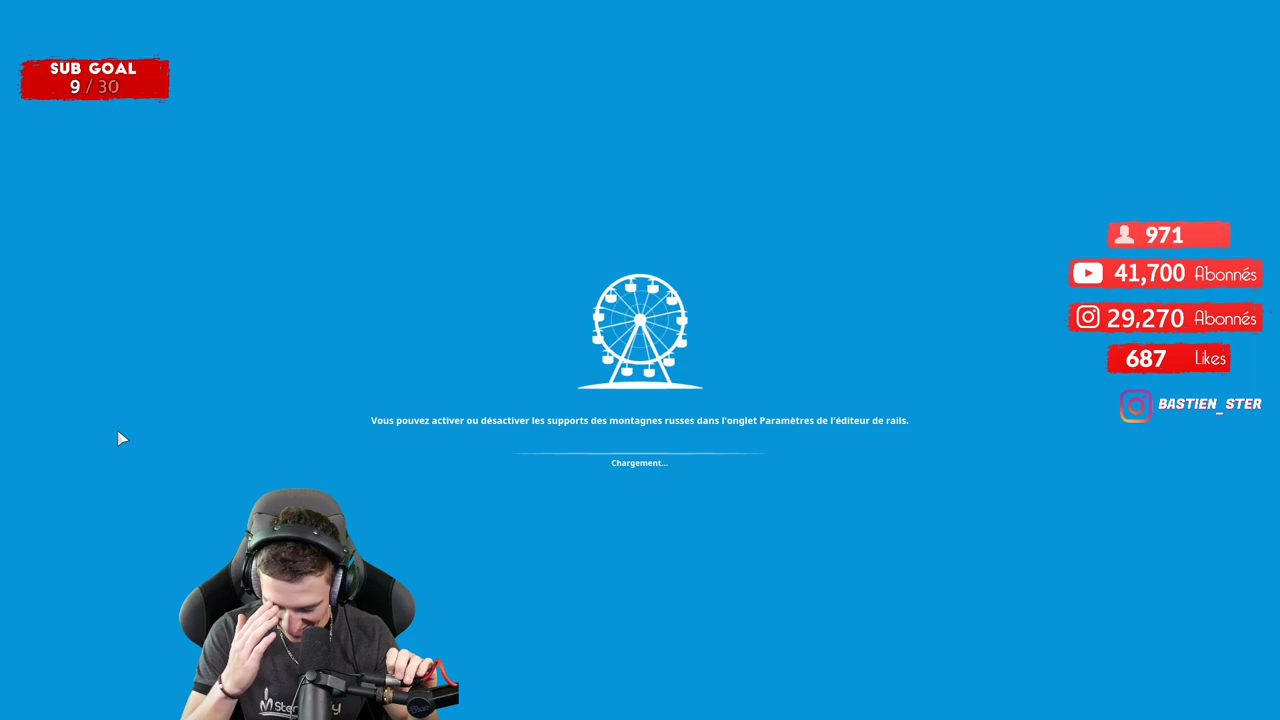 SUB GOAL
9 / 30
971
41,700 Abonnés
29,270 Abonnés
687 Likes
BASTIEN_STER
Vous pouvez activer ou désactiver les supports des montagnes russes dans l'onglet Paramètres de l'éditeur de rails.
Chargement...